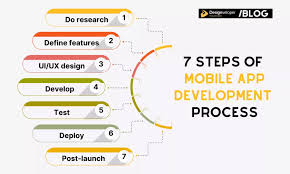 Designveloper /BLOG
Do research 1
Define features 2
UI/UX design 3
Develop 4
Test 5
Deploy 6
Post-launch 7
7 STEPS OF
MOBILE APP
DEVELOPMENT
PROCESS